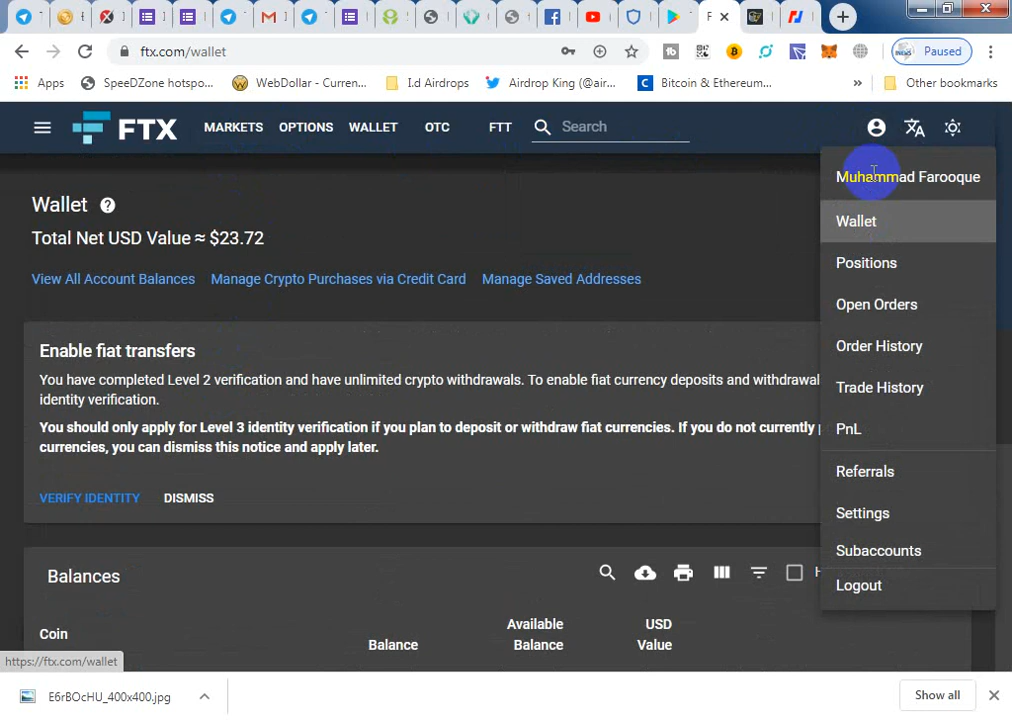 ftx.com/wallet
Paused
Apps
SpeeDZone hotspo...
WebDollar - Curren...
I.d Airdrops
Airdrop King (@air...
Bitcoin & Ethereum...
»
Other bookmarks
FTX
MARKETS
OPTIONS
WALLET
OTC
FTT
Search
Muhammad Farooque
Wallet
Positions
Open Orders
Order History
Trade History
PnL
Referrals
Settings
Subaccounts
Logout
Wallet
Total Net USD Value ≈ $23.72
View All Account Balances
Manage Crypto Purchases via Credit Card
Manage Saved Addresses
Enable fiat transfers
You have completed Level 2 verification and have unlimited crypto withdrawals. To enable fiat currency deposits and withdrawal
identity verification.
You should only apply for Level 3 identity verification if you plan to deposit or withdraw fiat currencies. If you do not currently
currencies, you can dismiss this notice and apply later.
VERIFY IDENTITY
DISMISS
Balances
Coin
Balance
Available
Balance
USD
Value
https://ftx.com/wallet
E6rBOcHU_400x400.jpg
Show all